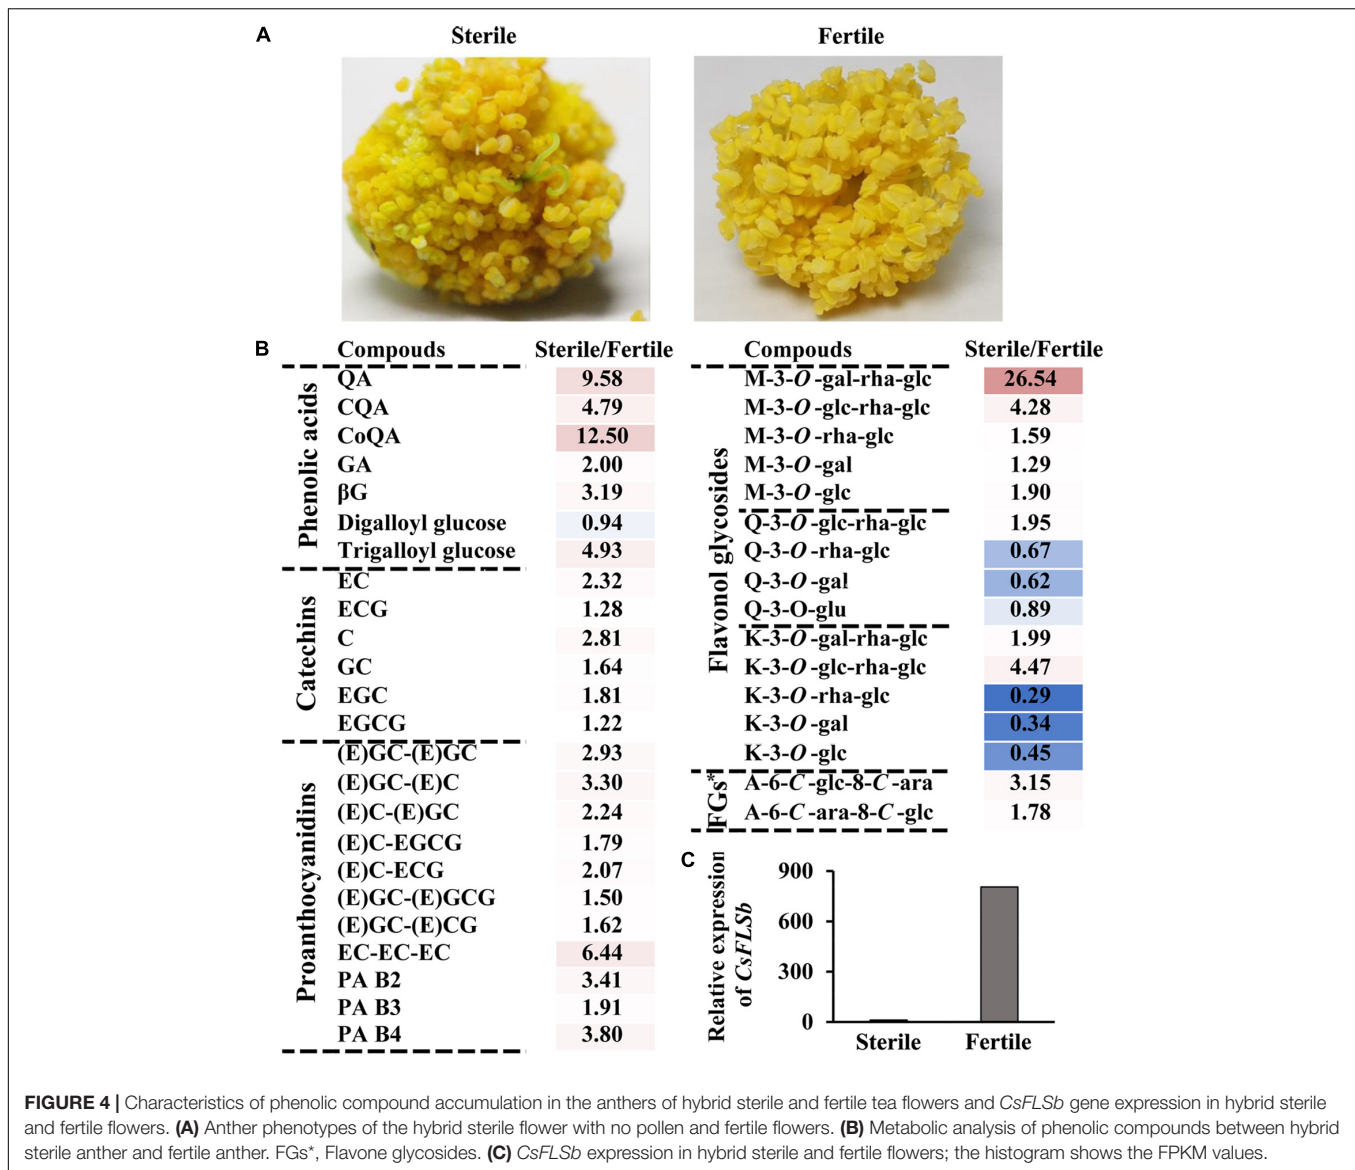 A
Sterile
Fertile
B
Compouds Sterile/Fertile
Phenolic acids
QA 9.58
CQA 4.79
CoQA 12.50
GA 2.00
βG 3.19
Digalloyl glucose 0.94
Trigalloyl glucose 4.93
Catechins
EC 2.32
ECG 1.28
C 2.81
GC 1.64
EGC 1.81
EGCG 1.22
Proanthocyanidins
(E)GC-(E)GC 2.93
(E)GC-(E)C 3.30
(E)C-(E)GC 2.24
(E)C-EGCG 1.79
(E)C-ECG 2.07
(E)GC-(E)GCG 1.50
(E)GC-(E)CG 1.62
EC-EC-EC 6.44
PA B2 3.41
PA B3 1.91
PA B4 3.80
Compouds Sterile/Fertile
Flavonol glycosides
M-3-O-gal-rha-glc 26.54
M-3-O-glc-rha-glc 4.28
M-3-O-rha-glc 1.59
M-3-O-gal 1.29
M-3-O-glc 1.90
Q-3-O-glc-rha-glc 1.95
Q-3-O-rha-glc 0.67
Q-3-O-gal 0.62
Q-3-O-glu 0.89
K-3-O-gal-rha-glc 1.99
K-3-O-glc-rha-glc 4.47
K-3-O-rha-glc 0.29
K-3-O-gal 0.34
K-3-O-glc 0.45
FGs*
A-6-C-glc-8-C-ara 3.15
A-6-C-ara-8-C-glc 1.78
C
Relative expression
of CsFLSb
900
600
300
0
Sterile Fertile
FIGURE 4 | Characteristics of phenolic compound accumulation in the anthers of hybrid sterile and fertile tea flowers and CsFLSb gene expression in hybrid sterile
and fertile flowers. (A) Anther phenotypes of the hybrid sterile flower with no pollen and fertile flowers. (B) Metabolic analysis of phenolic compounds between hybrid
sterile anther and fertile anther. FGs*, Flavone glycosides. (C) CsFLSb expression in hybrid sterile and fertile flowers; the histogram shows the FPKM values.